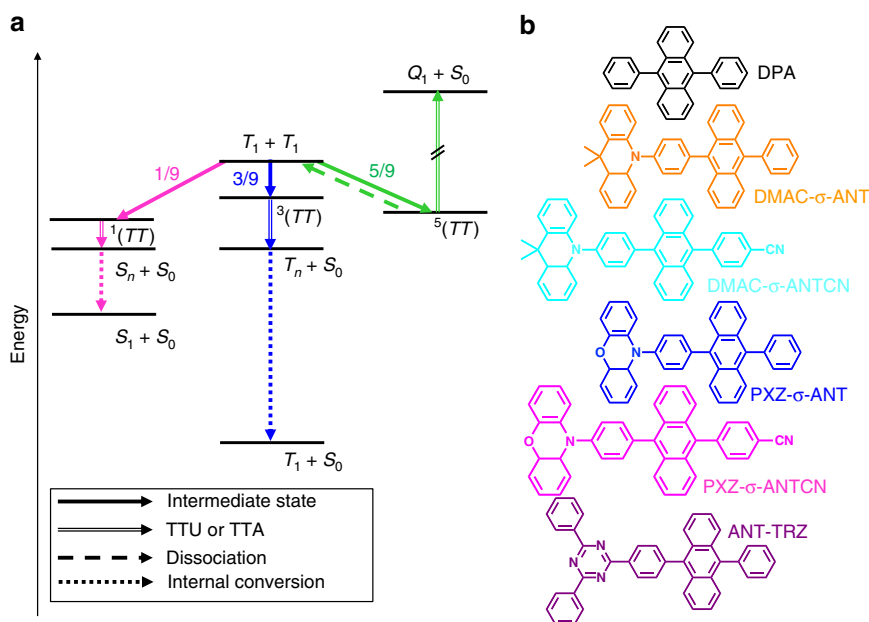 a
Energy
Q₁ + S₀
T₁ + T₁
1/9
3/9
5/9
¹(TT)
³(TT)
⁵(TT)
Sₙ + S₀
Tₙ + S₀
S₁ + S₀
T₁ + S₀
Intermediate state
TTU or TTA
Dissociation
Internal conversion
b
DPA
N
DMAC-σ-ANT
N
CN
DMAC-σ-ANTCN
O
N
PXZ-σ-ANT
O
N
CN
PXZ-σ-ANTCN
ANT-TRZ
N
N
N